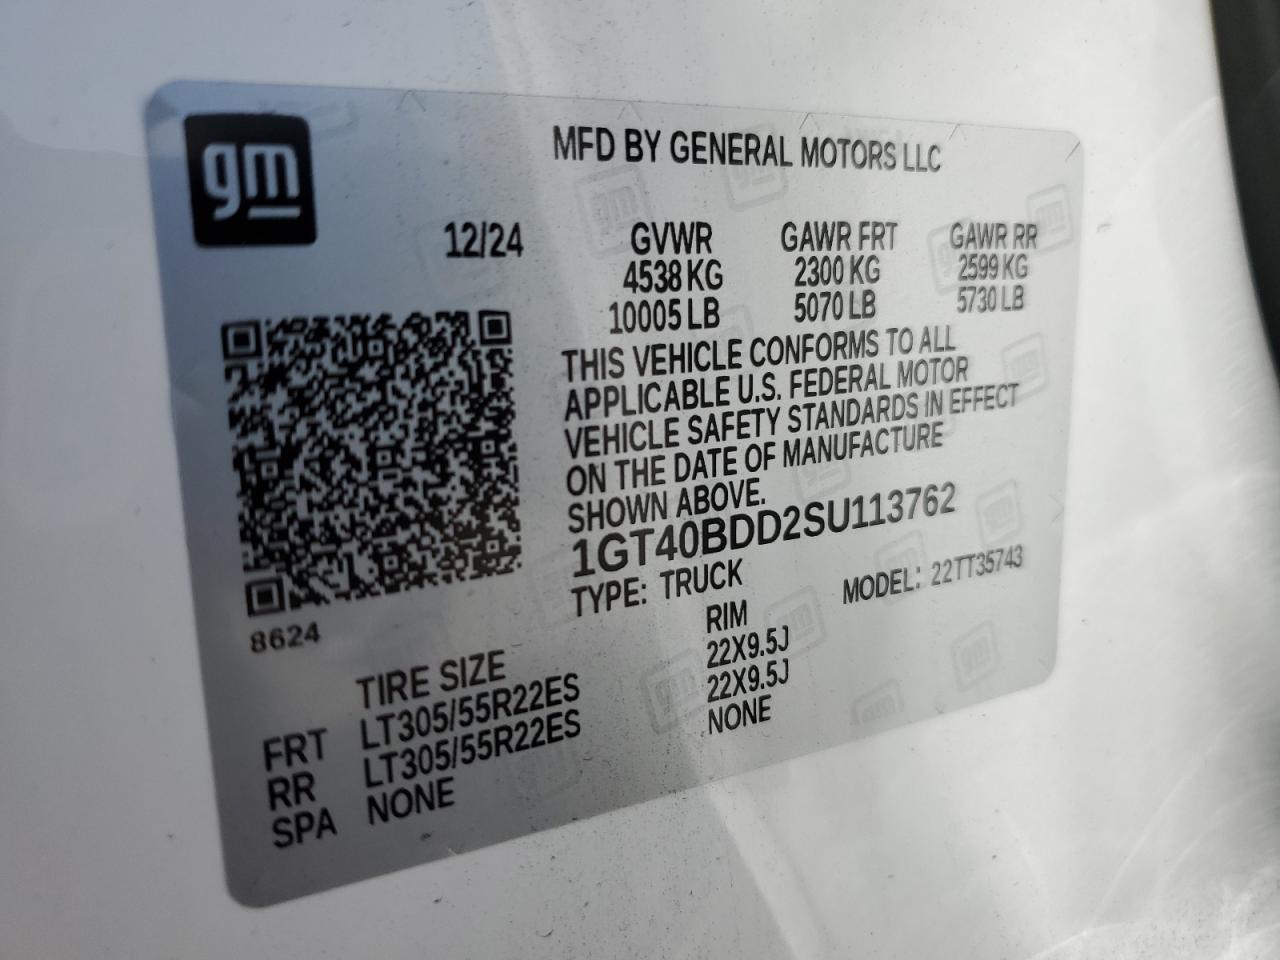 gm
MFD BY GENERAL MOTORS LLC
12/24
GVWR GAWR FRT GAWR RR
4538 KG 2300 KG 2599 KG
10005 LB 5070 LB 5730 LB
THIS VEHICLE CONFORMS TO ALL
APPLICABLE U.S. FEDERAL MOTOR
VEHICLE SAFETY STANDARDS IN EFFECT
ON THE DATE OF MANUFACTURE
SHOWN ABOVE.
1GT40BDD2SU113762
TYPE: TRUCK MODEL: 22TT35743
8624
TIRE SIZE RIM
FRT LT305/55R22ES 22X9.5J
RR LT305/55R22ES 22X9.5J
SPA NONE NONE